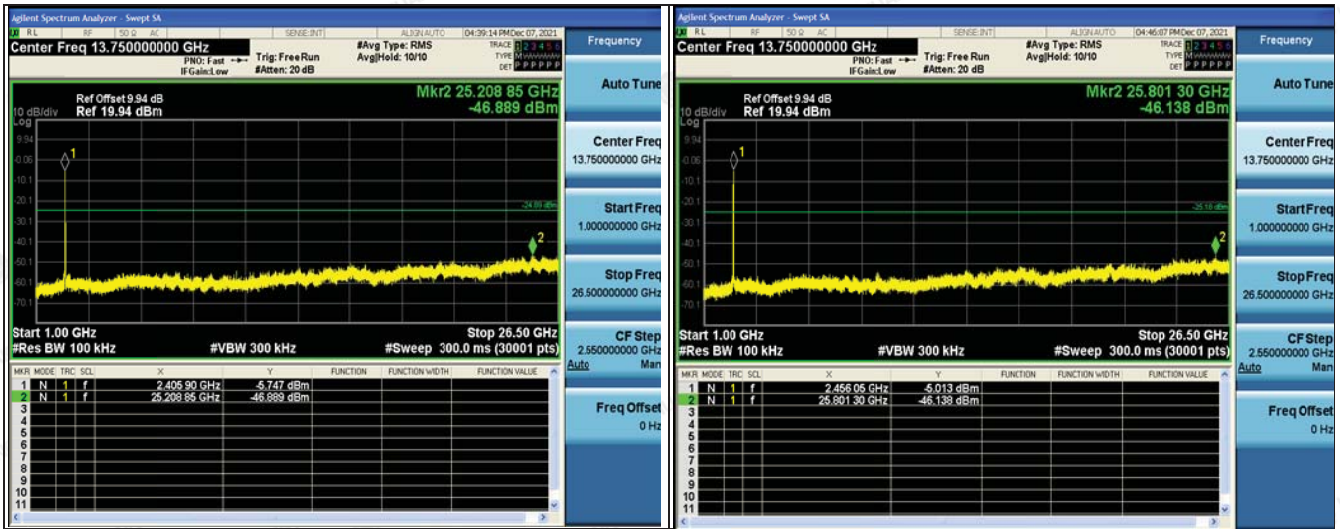 Agilent Spectrum Analyzer - Swept SA
RL RF 50 Ω AC SENSE:INT ALIGN AUTO 04:39:14 PM Dec 07, 2021
Center Freq 13.750000000 GHz
PNO: Fast
IFGain:Low
Trig: Free Run
#Atten: 20 dB
#Avg Type: RMS
Avg|Hold: 10/10
TRACE 1 2 3 4 5 6
TYPE M
DET P P P P P P
Ref Offset 9.94 dB
10 dB/div Ref 19.94 dBm
Log
Mkr2 25.208 85 GHz
-46.889 dBm
9.94
-0.06
-10.1
-20.1
-30.1
-40.1
-50.1
-60.1
-70.1
1
-24.89 dBm
2
Start 1.00 GHz Stop 26.50 GHz
#Res BW 100 kHz #VBW 300 kHz #Sweep 300.0 ms (30001 pts)
MKR MODE TRC SCL X Y FUNCTION FUNCTION WIDTH FUNCTION VALUE
1 N 1 f 2.405 90 GHz -5.747 dBm
2 N 1 f 25.208 85 GHz -46.889 dBm
3
4
5
6
7
8
9
10
11
Frequency
Auto Tune
Center Freq
13.750000000 GHz
Start Freq
1.000000000 GHz
Stop Freq
26.500000000 GHz
CF Step
2.550000000 GHz
Auto Man
Freq Offset
0 Hz
Agilent Spectrum Analyzer - Swept SA
RL RF 50 Ω AC SENSE:INT ALIGN AUTO 04:46:07 PM Dec 07, 2021
Center Freq 13.750000000 GHz
PNO: Fast
IFGain:Low
Trig: Free Run
#Atten: 20 dB
#Avg Type: RMS
Avg|Hold: 10/10
TRACE 1 2 3 4 5 6
TYPE M
DET P P P P P P
Ref Offset 9.94 dB
10 dB/div Ref 19.94 dBm
Log
Mkr2 25.801 30 GHz
-46.138 dBm
9.94
-0.06
-10.1
-20.1
-30.1
-40.1
-50.1
-60.1
-70.1
1
-25.18 dBm
2
Start 1.00 GHz Stop 26.50 GHz
#Res BW 100 kHz #VBW 300 kHz #Sweep 300.0 ms (30001 pts)
MKR MODE TRC SCL X Y FUNCTION FUNCTION WIDTH FUNCTION VALUE
1 N 1 f 2.456 05 GHz -5.013 dBm
2 N 1 f 25.801 30 GHz -46.138 dBm
3
4
5
6
7
8
9
10
11
Frequency
Auto Tune
Center Freq
13.750000000 GHz
Start Freq
1.000000000 GHz
Stop Freq
26.500000000 GHz
CF Step
2.550000000 GHz
Auto Man
Freq Offset
0 Hz